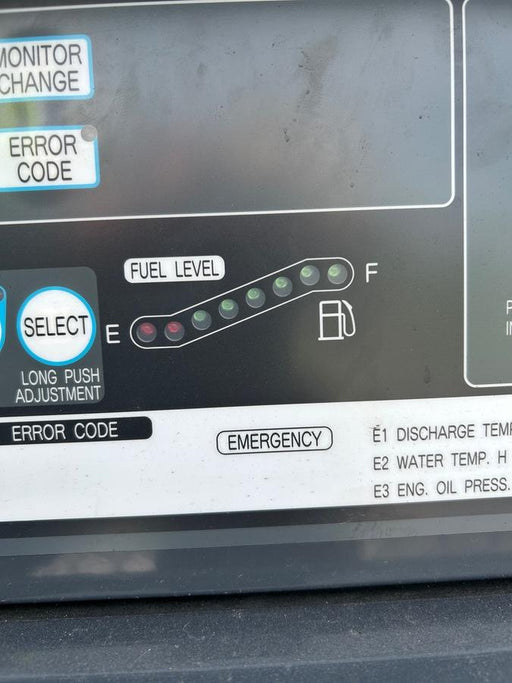 MONITOR
CHANGE
ERROR
CODE
FUEL LEVEL
E
F
SELECT
LONG PUSH
ADJUSTMENT
ERROR CODE
EMERGENCY
E1 DISCHARGE TEMP
E2 WATER TEMP. H
E3 ENG. OIL PRESS.